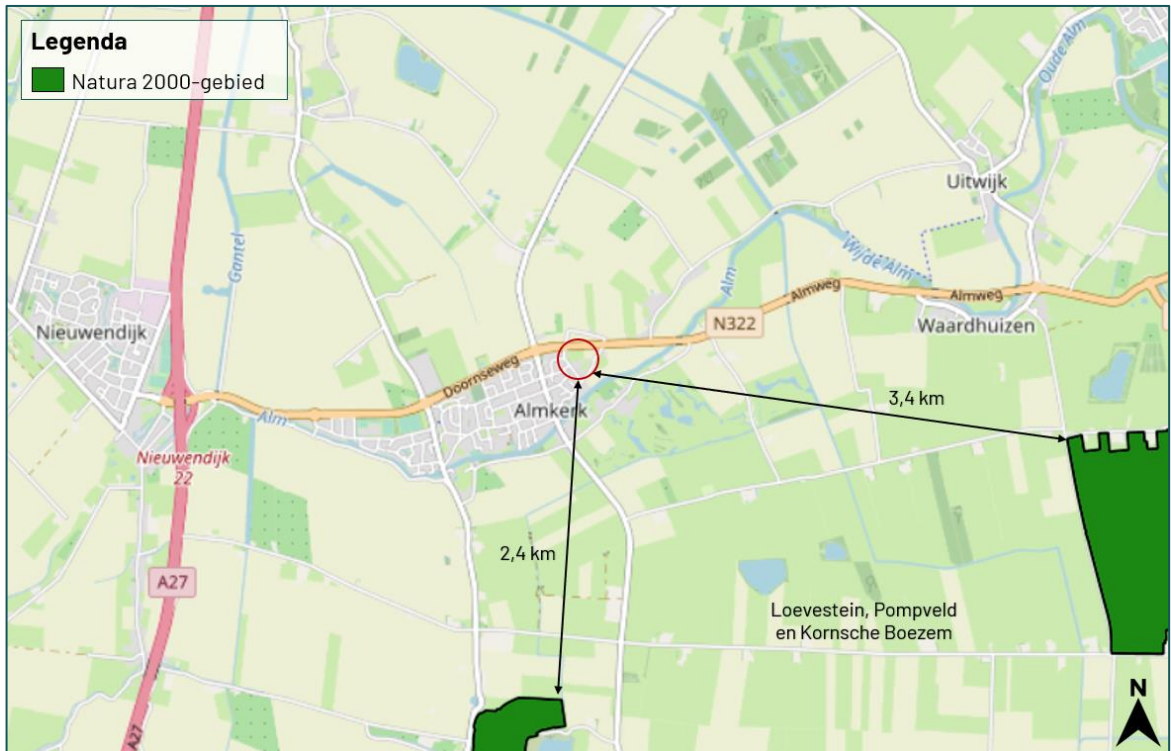 Legenda
Natura 2000-gebied
Oude Alm
Uitwijk
Gantel
Wijde Alm
Alm
Almweg
Almweg
N322
Waardhuizen
Nieuwendijk
Doornseweg
Almkerk
3,4 km
Alm
Nieuwendijk
22
2,4 km
A27
Loevestein, Pompveld
en Kornsche Boezem
N
A27